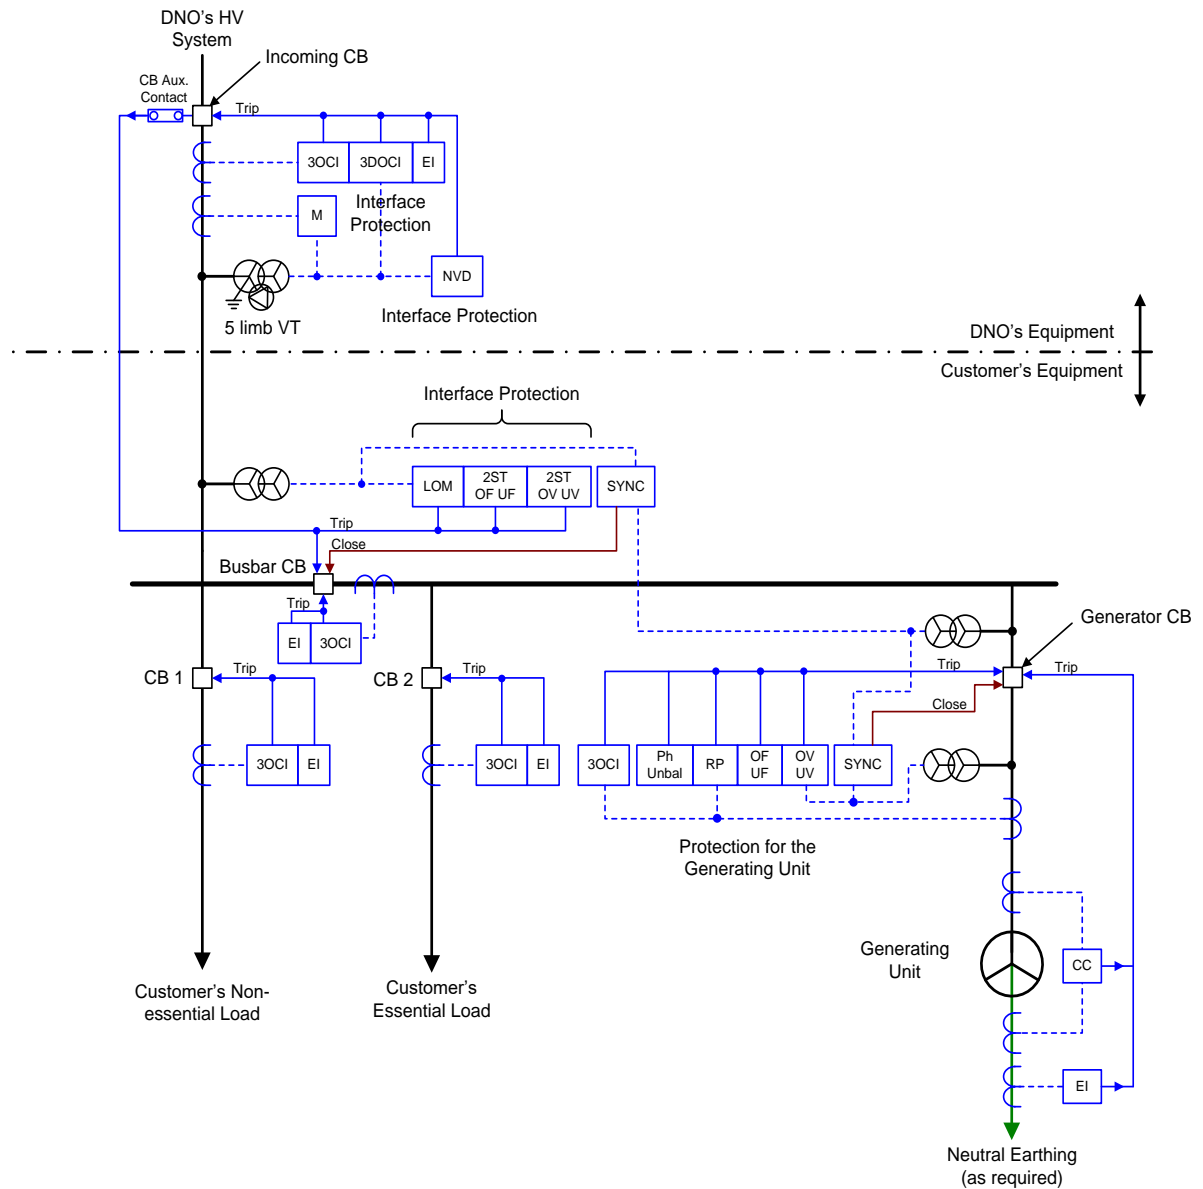 DNO's HV
System
Incoming CB
CB Aux.
Contact
Trip
3OCI
3DOCI
EI
Interface
Protection
M
NVD
Interface Protection
5 limb VT
DNO's Equipment
Customer's Equipment
Interface Protection
LOM
2ST
OF UF
2ST
OV UV
SYNC
Trip
Close
Busbar CB
Trip
EI
3OCI
Generator CB
CB 1
Trip
CB 2
Trip
Trip
Trip
Close
3OCI
EI
3OCI
EI
3OCI
Ph
Unbal
RP
OF
UF
OV
UV
SYNC
Protection for the
Generating Unit
Generating
Unit
CC
Customer's Non-
essential Load
Customer's
Essential Load
EI
Neutral Earthing
(as required)